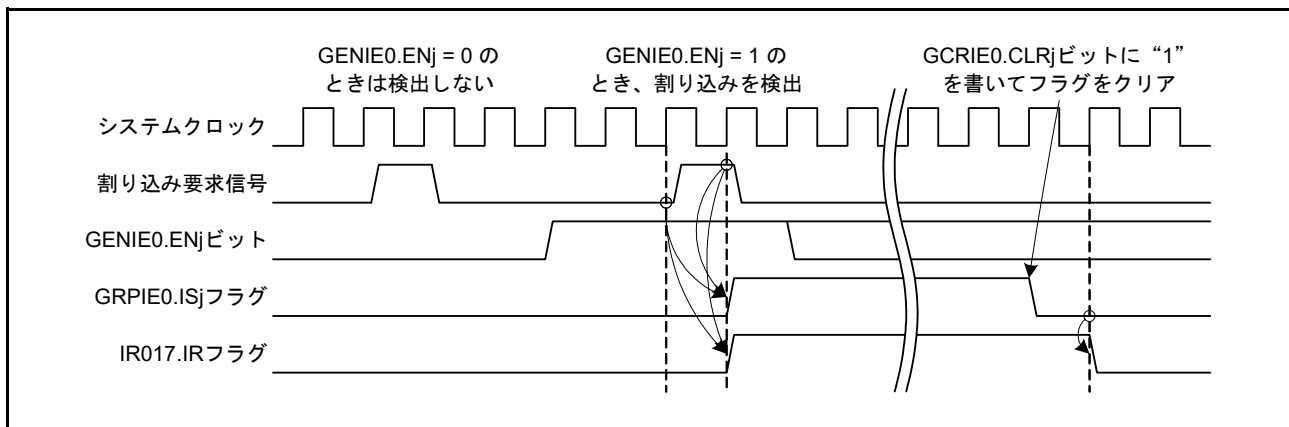 GENIE0.ENj = 0 の
ときは検出しない
GENIE0.ENj = 1 の
とき、割り込みを検出
GCRIE0.CLRjビットに “1”
を書いてフラグをクリア
システムクロック
割り込み要求信号
GENIE0.ENjビット
GRPIE0.ISjフラグ
IR017.IRフラグ